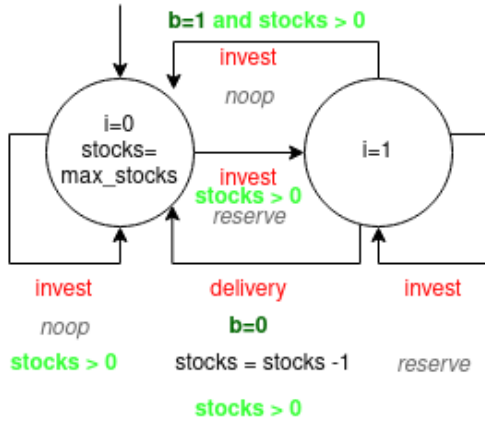 b=1 and stocks > 0
invest
noop
i=0
stocks=
max_stocks
i=1
invest
stocks > 0
reserve
invest
noop
stocks > 0
delivery
b=0
stocks = stocks -1
stocks > 0
invest
reserve